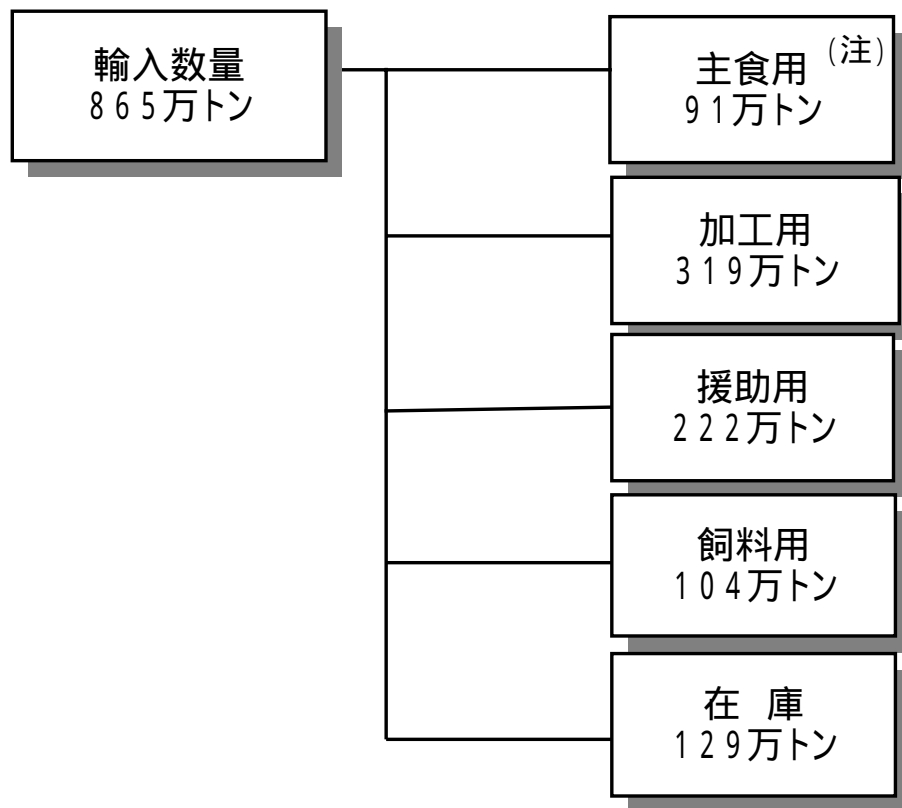 輸入数量
865万トン
主食用(注)
91万トン
加工用
319万トン
援助用
222万トン
飼料用
104万トン
在 庫
129万トン